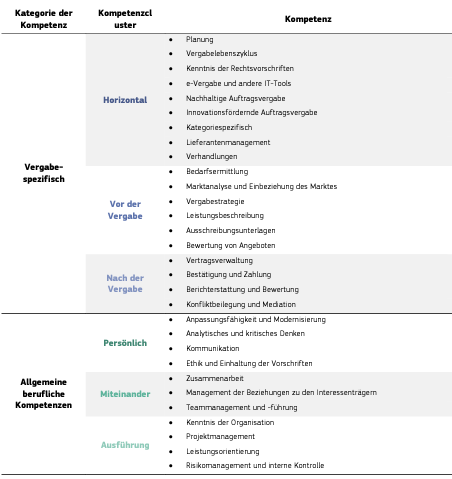 Kategorie der Kompetenzcl
Kompetenz uster Kompetenz
• Planung
• Vergabelebenszyklus
• Kenntnis der Rechtsvorschriften
• e-Vergabe und andere IT-Tools
Horizontal • Nachhaltige Auftragsvergabe
• Innovationsfördernde Auftragsvergabe
• Kategoriespezifisch
• Lieferantenmanagement
• Verhandlungen
Vergabe-
spezifisch
• Bedarfsermittlung
• Marktanalyse und Einbeziehung des Marktes
Vor der • Vergabestrategie
Vergabe • Leistungsbeschreibung
• Ausschreibungsunterlagen
• Bewertung von Angeboten
• Vertragsverwaltung
Nach der • Bestätigung und Zahlung
Vergabe • Berichterstattung und Bewertung
• Konfliktbeilegung und Mediation
• Anpassungsfähigkeit und Modernisierung
• Analytisches und kritisches Denken
Persönlich • Kommunikation
• Ethik und Einhaltung der Vorschriften
Allgemeine
berufliche
Kompetenzen
• Zusammenarbeit
Miteinander • Management der Beziehungen zu den Interessenträgern
• Teammanagement und -führung
• Kenntnis der Organisation
• Projektmanagement
Ausführung • Leistungsorientierung
• Risikomanagement und interne Kontrolle